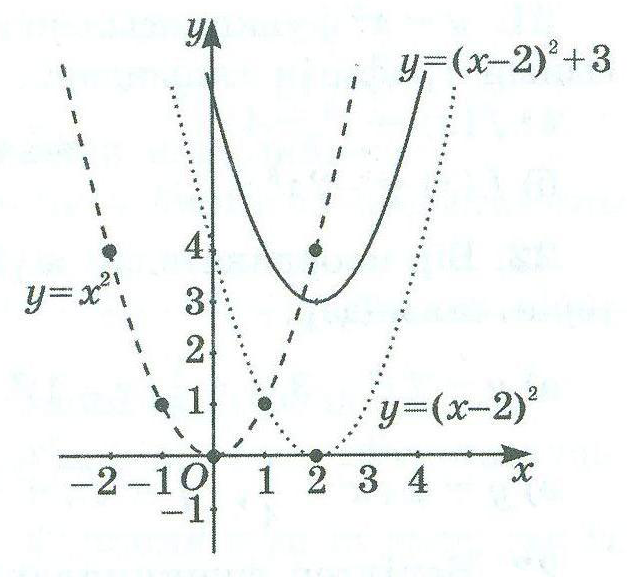 y
y=(x–2)²+3
4
y=x²
3
2
1
y=(x–2)²
–2 –1 O 1 2 3 4 x
–1